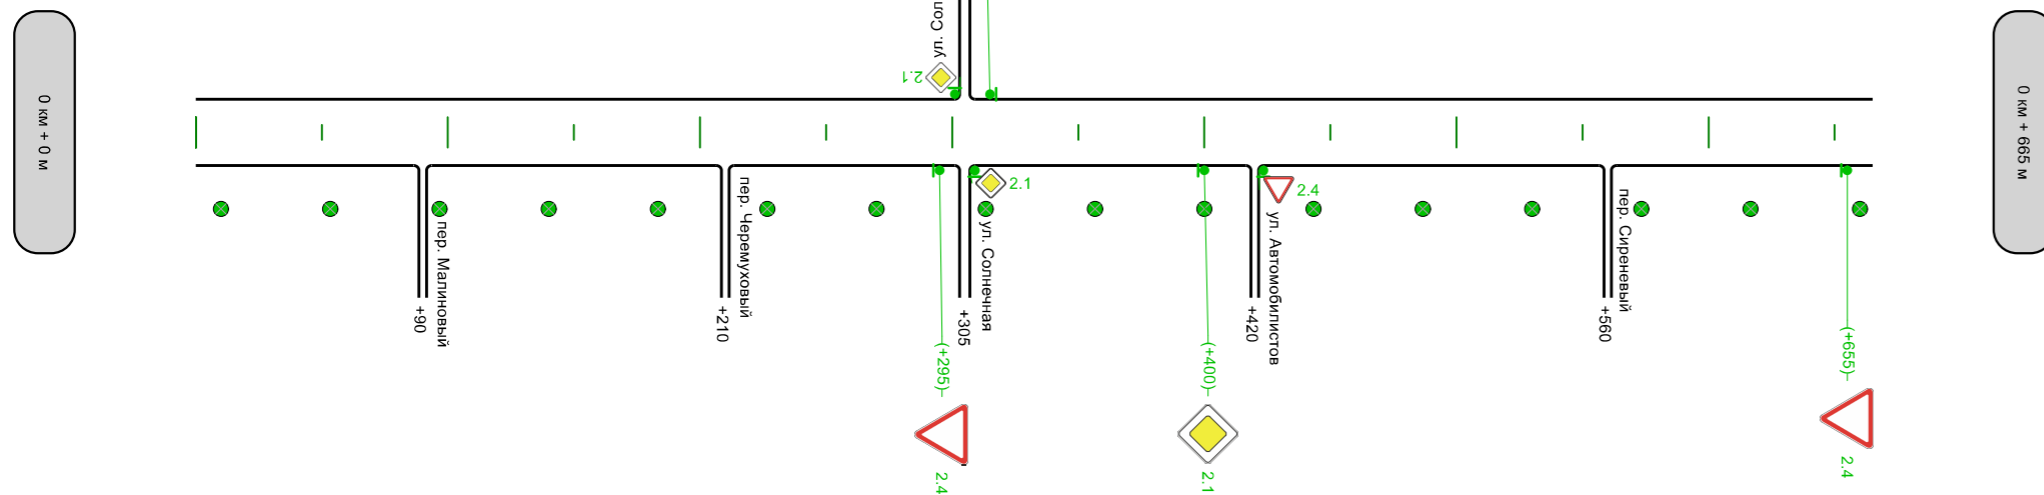 0 км + 0 м
0 км + 665 м
ул. Сол
2.1
2.1
2.4
пер. Малиновый
+90
пер. Черемуховый
+210
ул. Солнечная
+305
ул. Автомобилистов
+420
пер. Сиреневый
+560
(+295)
2.4
(+400)
2.1
(+655)
2.4